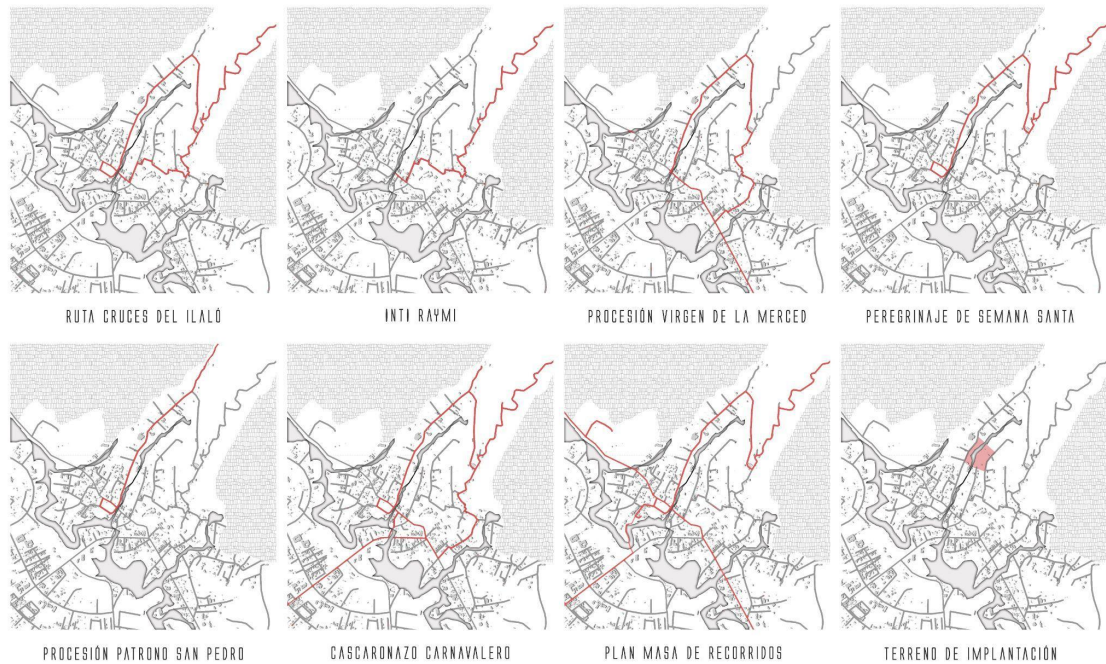 RUTA CRUCES DEL ILALÓ
INTI RAYMI
PROCESIÓN VIRGEN DE LA MERCED
PEREGRINAJE DE SEMANA SANTA
PROCESIÓN PATRONO SAN PEDRO
CASCARONAZO CARNAVALERO
PLAN MASA DE RECORRIDOS
TERRENO DE IMPLANTACIÓN